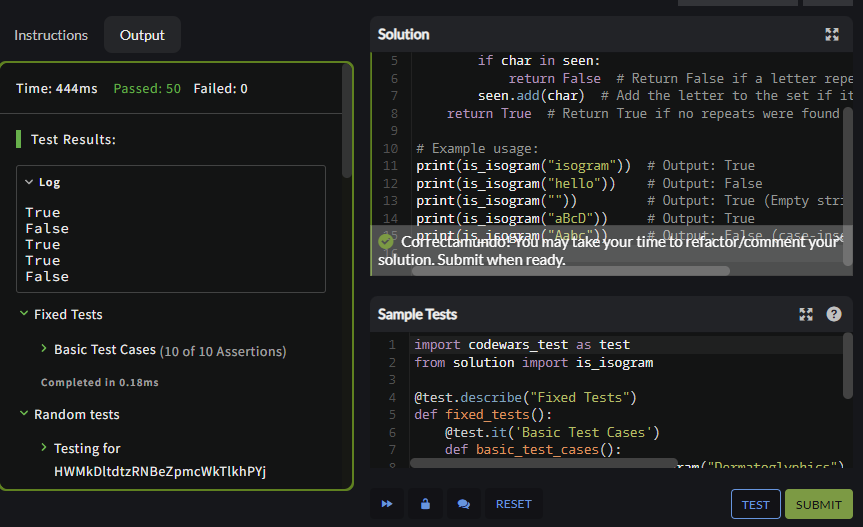 Instructions
Output
Time: 444ms Passed: 50 Failed: 0
Test Results:
Log
True
False
True
True
False
Fixed Tests
Basic Test Cases (10 of 10 Assertions)
Completed in 0.18ms
Random tests
Testing for
HWMkDltdtzRNBeZpmcWkTlkhPYj
Solution
5 if char in seen:
6 return False # Return False if a letter repe
7 seen.add(char) # Add the letter to the set if it
8 return True # Return True if no repeats were found
9
10 # Example usage:
11 print(is_isogram("isogram")) # Output: True
12 print(is_isogram("hello")) # Output: False
13 print(is_isogram("")) # Output: True (Empty stri
14 print(is_isogram("aBcD")) # Output: True
15 print(is_isogram("Aabc")) # Output: False (case-ins
Correctamundo! You may take your time to refactor/comment your
solution. Submit when ready.
Sample Tests
1 import codewars_test as test
2 from solution import is_isogram
3
4 @test.describe("Fixed Tests")
5 def fixed_tests():
6 @test.it('Basic Test Cases')
7 def basic_test_cases():
8 ram("Dermatoglyphics")
RESET
TEST
SUBMIT